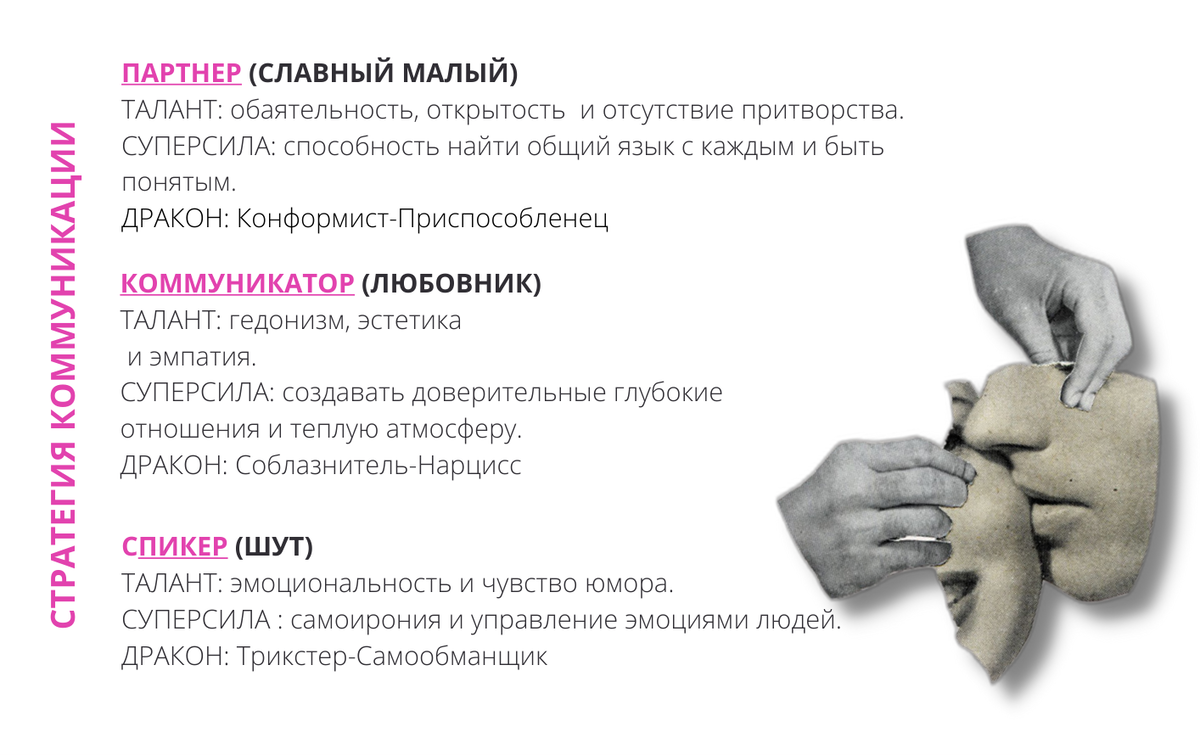 СТРАТЕГИЯ КОММУНИКАЦИИ
ПАРТНЕР (СЛАВНЫЙ МАЛЫЙ)
ТАЛАНТ: обаятельность, открытость  и отсутствие притворства.
СУПЕРСИЛА: способность найти общий язык с каждым и быть
понятым.
ДРАКОН: Конформист-Приспособленец
КОММУНИКАТОР (ЛЮБОВНИК)
ТАЛАНТ: гедонизм, эстетика
и эмпатия.
СУПЕРСИЛА: создавать доверительные глубокие
отношения и теплую атмосферу.
ДРАКОН: Соблазнитель-Нарцисс
СПИКЕР (ШУТ)
ТАЛАНТ: эмоциональность и чувство юмора.
СУПЕРСИЛА : самоирония и управление эмоциями людей.
ДРАКОН: Трикстер-Самообманщик